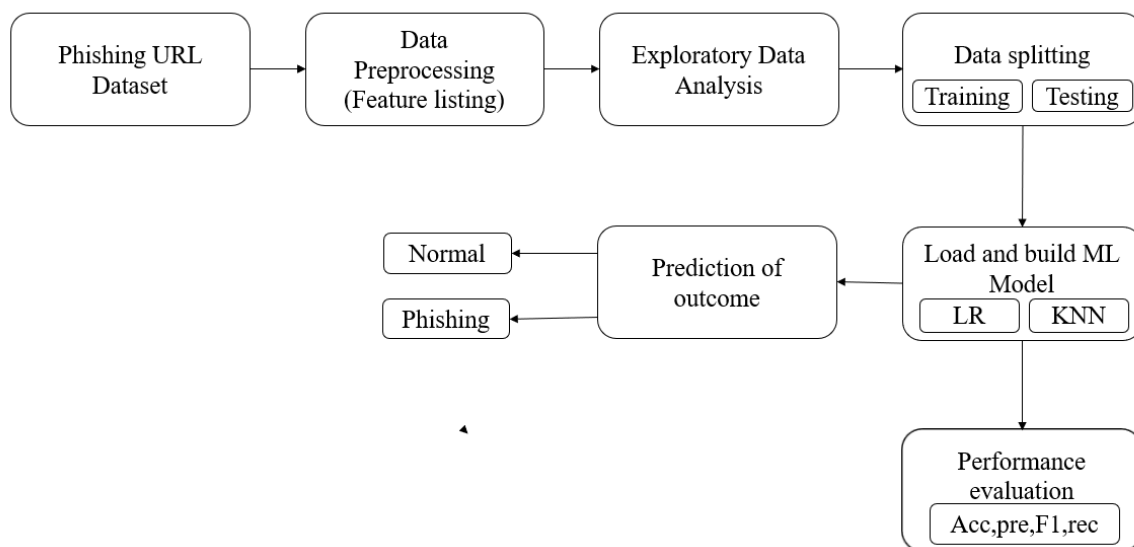 Phishing URL
Dataset
Data
Preprocessing
(Feature listing)
Exploratory Data
Analysis
Data splitting
Training
Testing
Normal
Phishing
Prediction of
outcome
Load and build ML
Model
LR
KNN
Performance
evaluation
Acc,pre,F1,rec